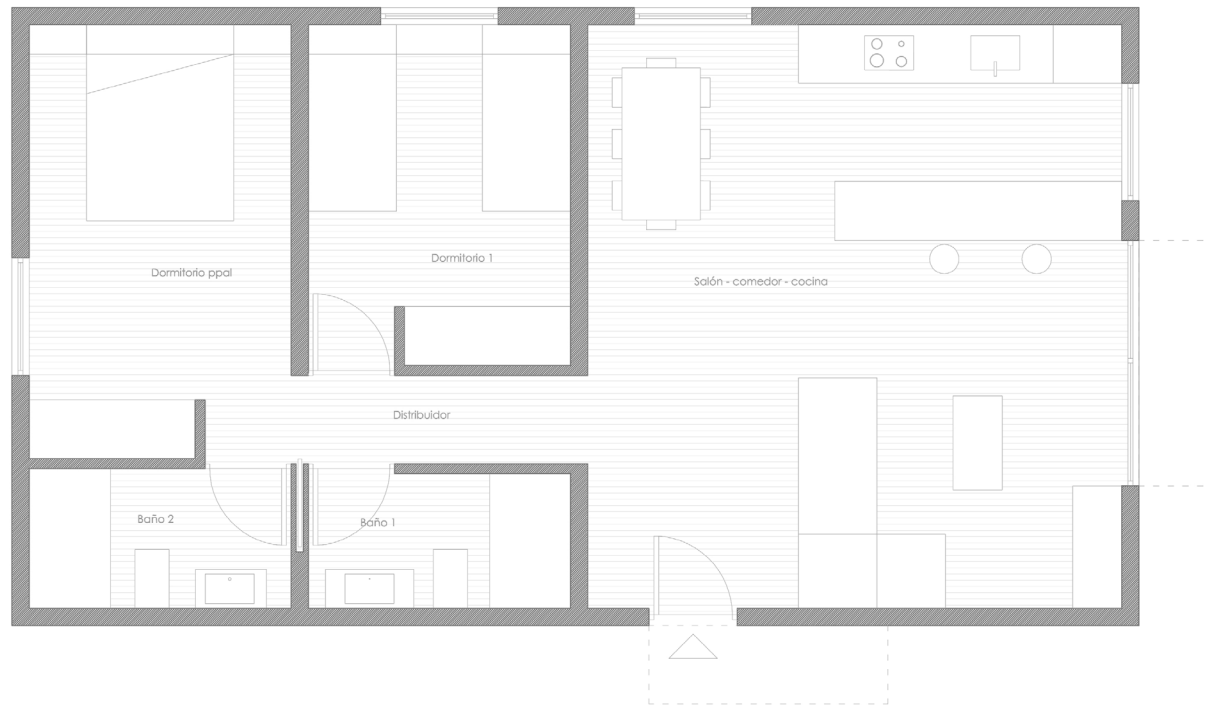 Dormitorio 1
Dormitorio ppal
Salón - comedor - cocina
Distribuidor
Baño 2
Baño 1